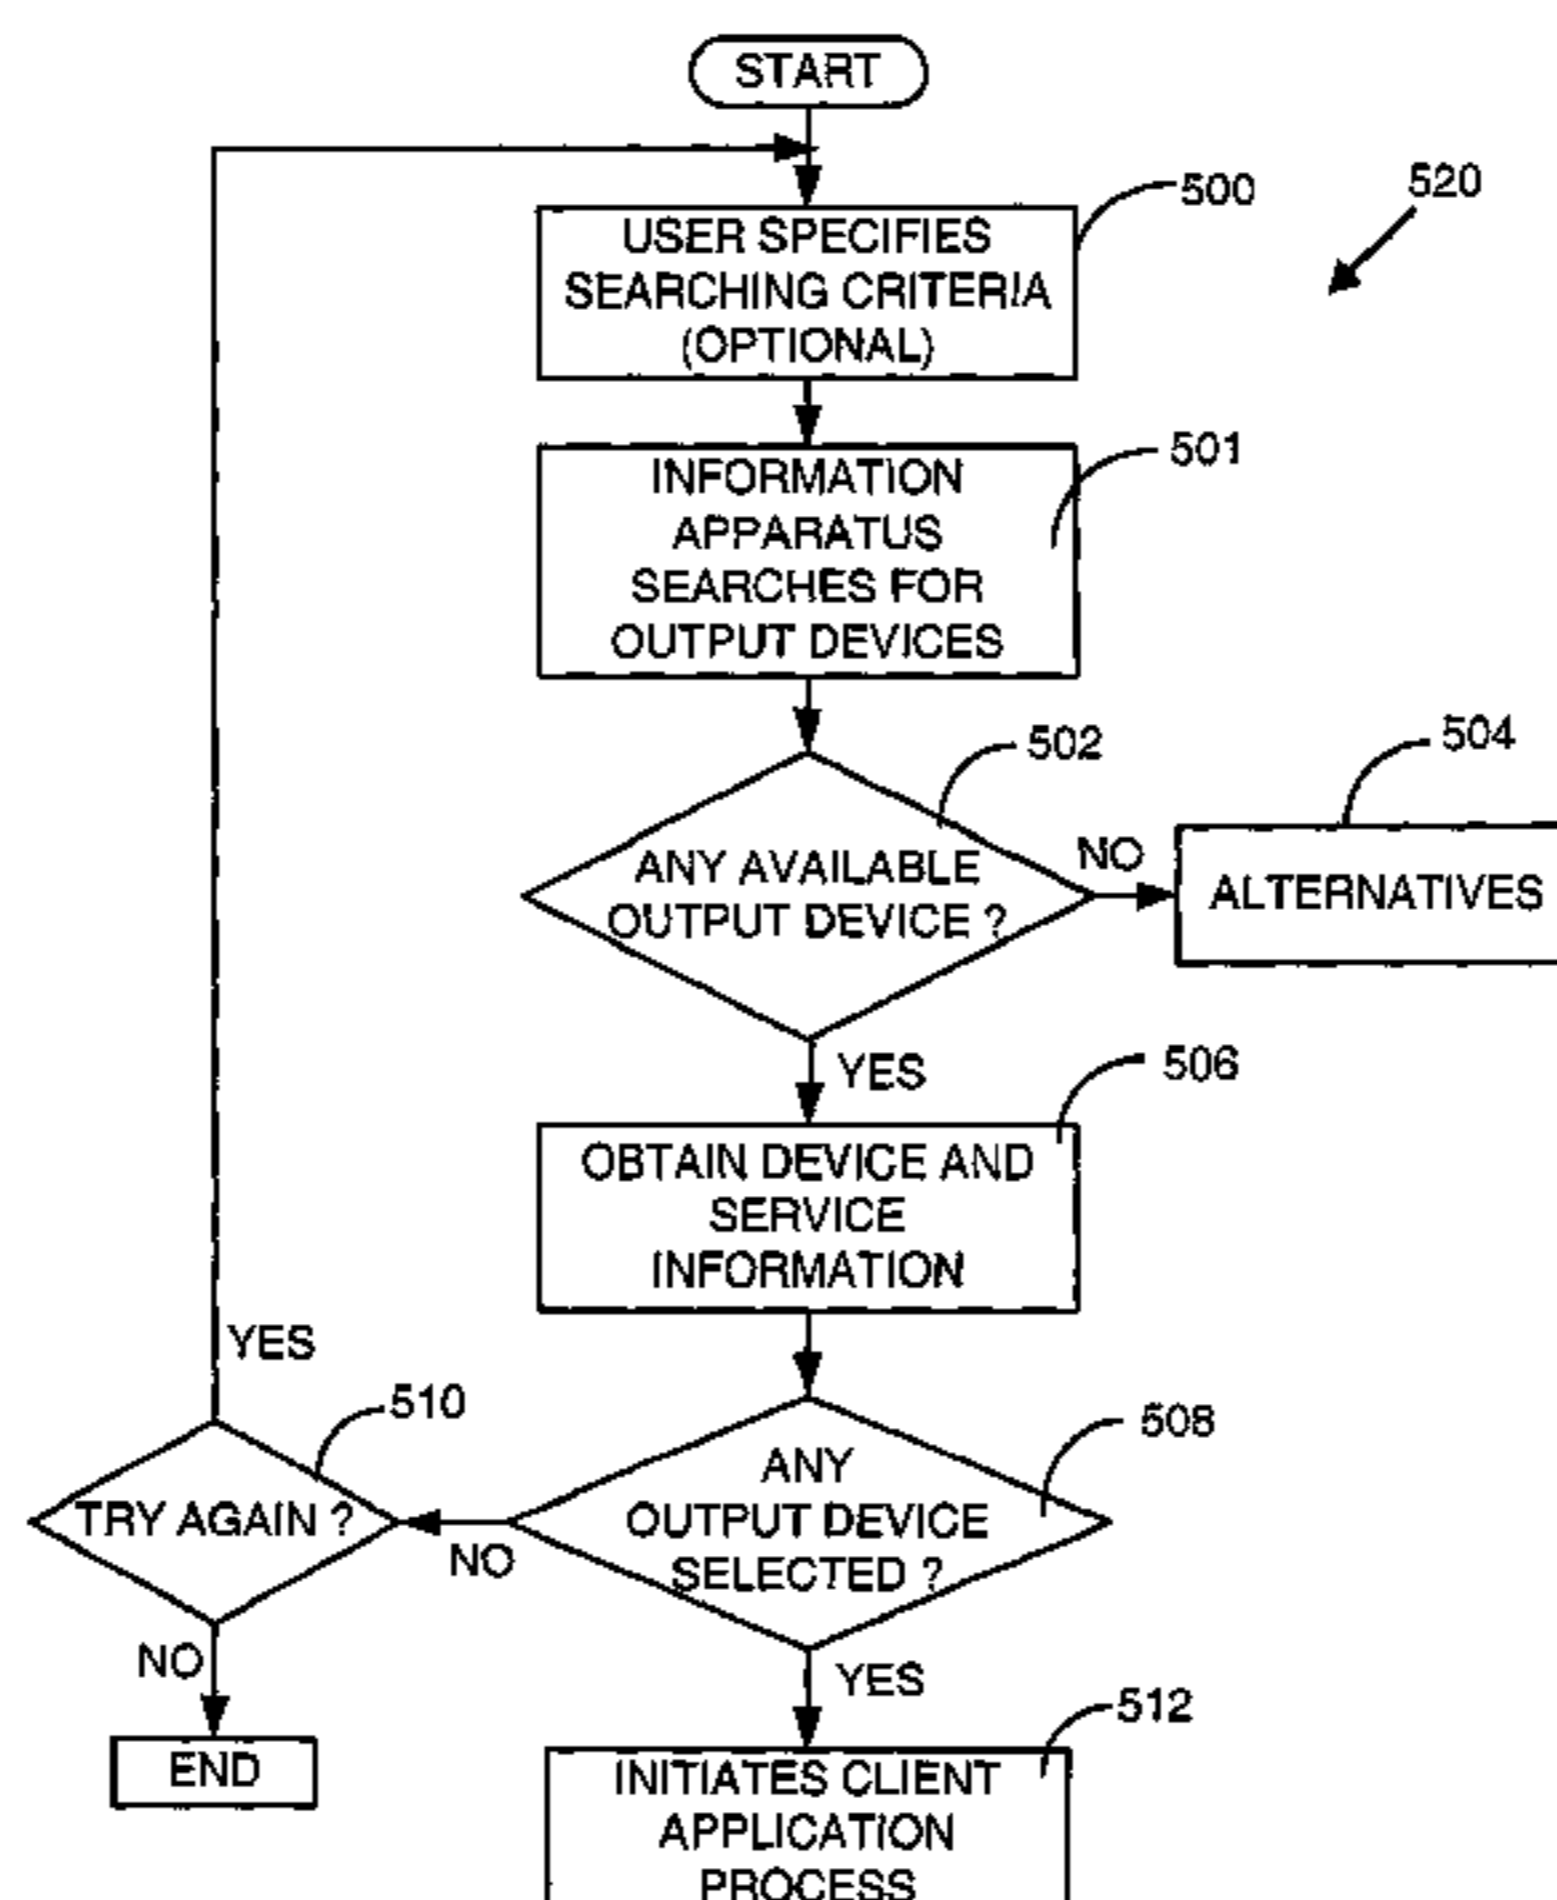 START
500
520
USER SPECIFIES
SEARCHING CRITERIA
(OPTIONAL)
501
INFORMATION
APPARATUS
SEARCHES FOR
OUTPUT DEVICES
502
504
ANY AVAILABLE
OUTPUT DEVICE ?
NO
ALTERNATIVES
YES
506
OBTAIN DEVICE AND
SERVICE
INFORMATION
YES
510
508
TRY AGAIN ?
NO
ANY
OUTPUT DEVICE
SELECTED ?
NO
YES
512
END
INITIATES CLIENT
APPLICATION
PROCESS